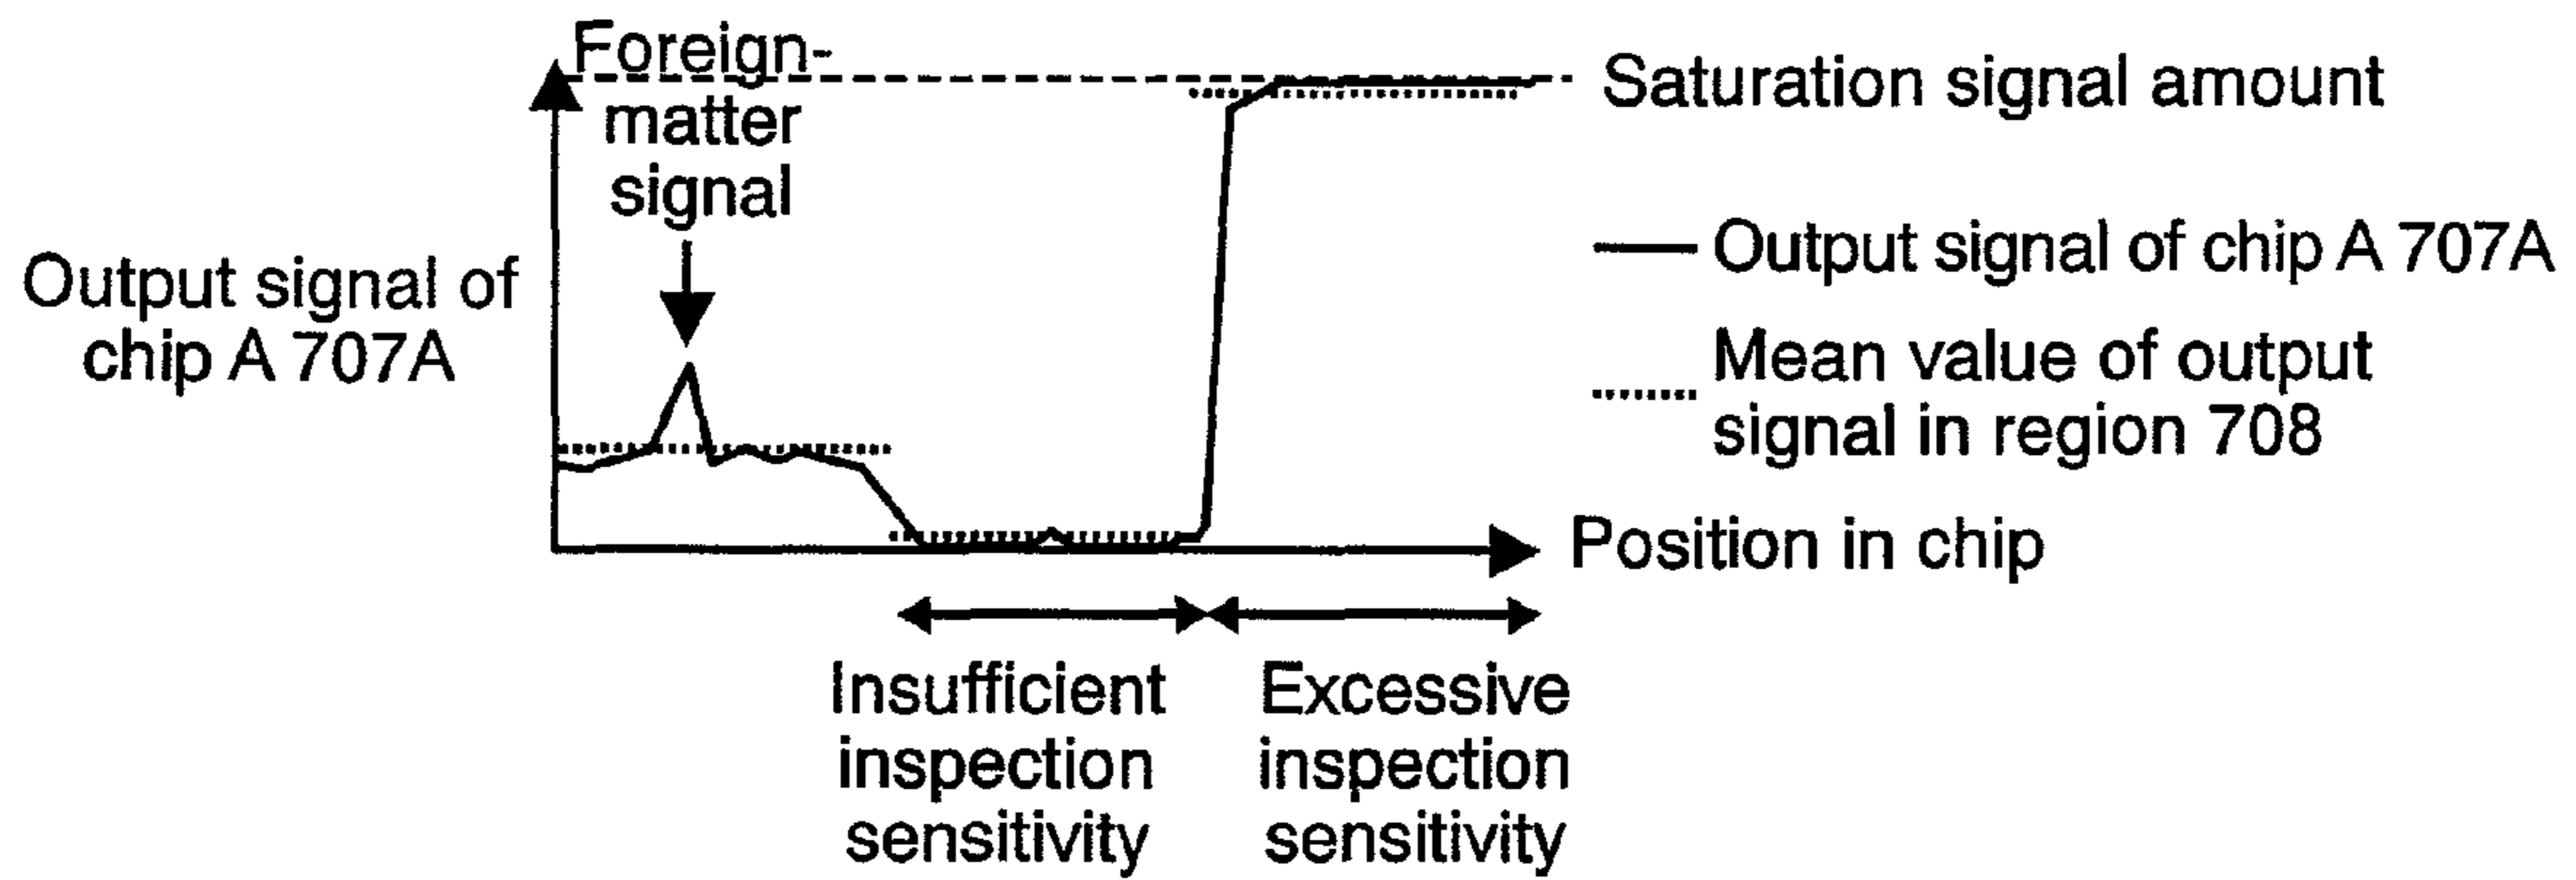 Foreign-
matter
signal
Saturation signal amount
Output signal of
chip A 707A
Output signal of chip A 707A
Mean value of output
signal in region 708
Position in chip
Insufficient
inspection
sensitivity
Excessive
inspection
sensitivity